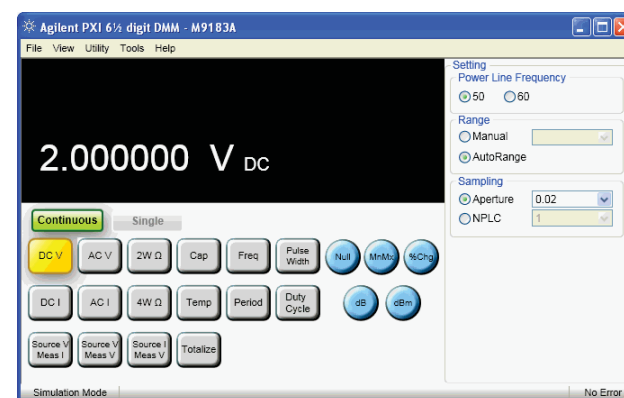 Agilent PXI 6½ digit DMM - M9183A
File View Utility Tools Help
2.000000 V DC
Setting
Power Line Frequency
50 60
Range
Manual
AutoRange
Sampling
Aperture 0.02
NPLC 1
Continuous Single
DC V AC V 2W Ω Cap Freq Pulse Width Null MnMx %Chg
DC I AC I 4W Ω Temp Period Duty Cycle dB dBm
Source V Meas I Source V Meas V Source I Meas V Totalize
Simulation Mode No Error